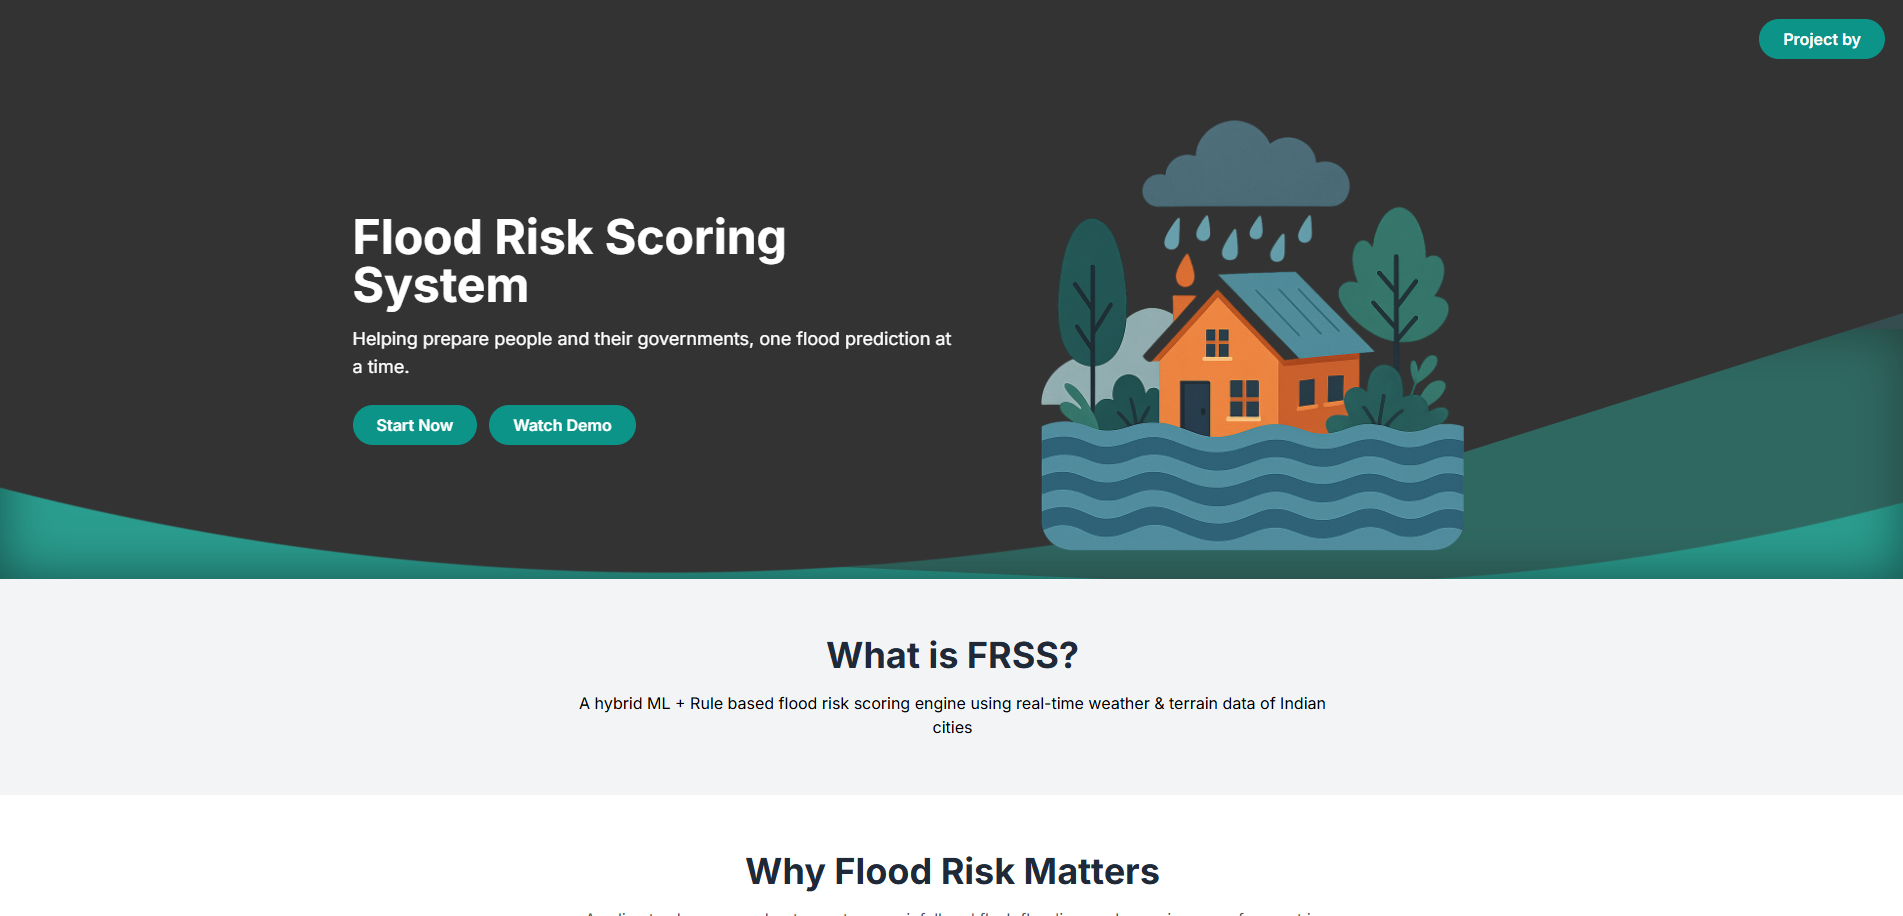 Project by
Flood Risk Scoring
System
Helping prepare people and their governments, one flood prediction at
a time.
Start Now
Watch Demo
What is FRSS?
A hybrid ML + Rule based flood risk scoring engine using real-time weather & terrain data of Indian
cities
Why Flood Risk Matters